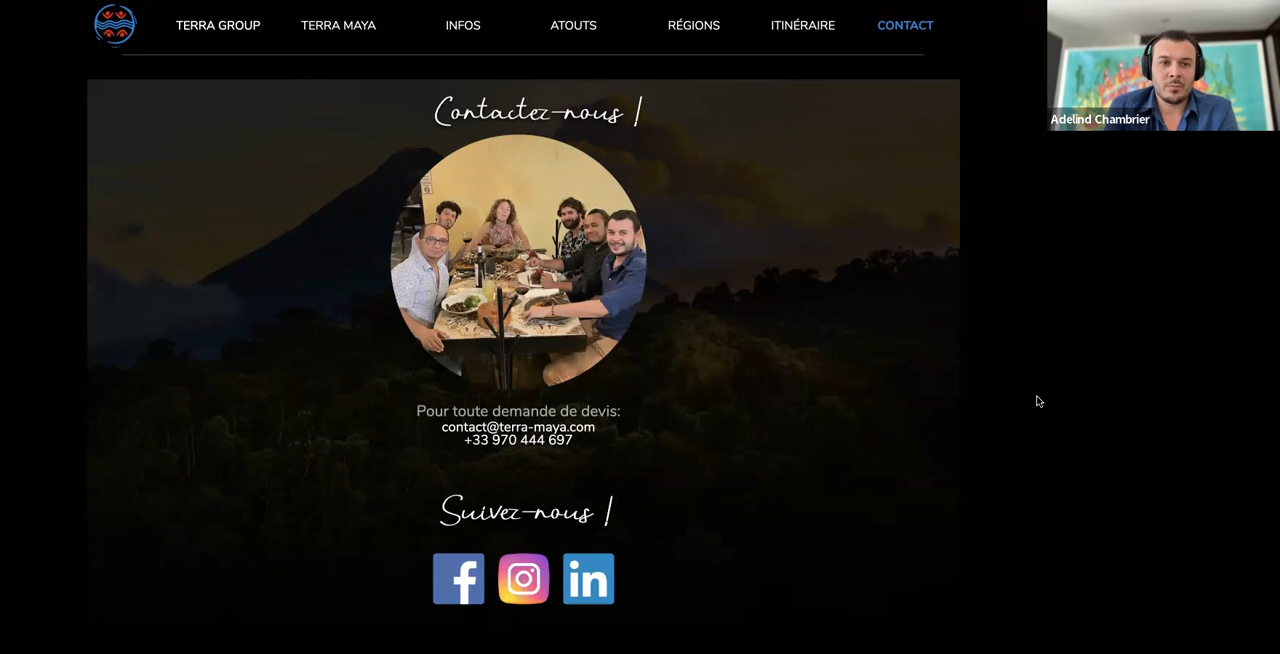 TERRA GROUP TERRA MAYA INFOS ATOUTS RÉGIONS ITINÉRAIRE CONTACT
Adelind Chambrier
Contactez-nous !
Pour toute demande de devis:
contact@terra-maya.com
+33 970 444 697
Suivez-nous !
f
in